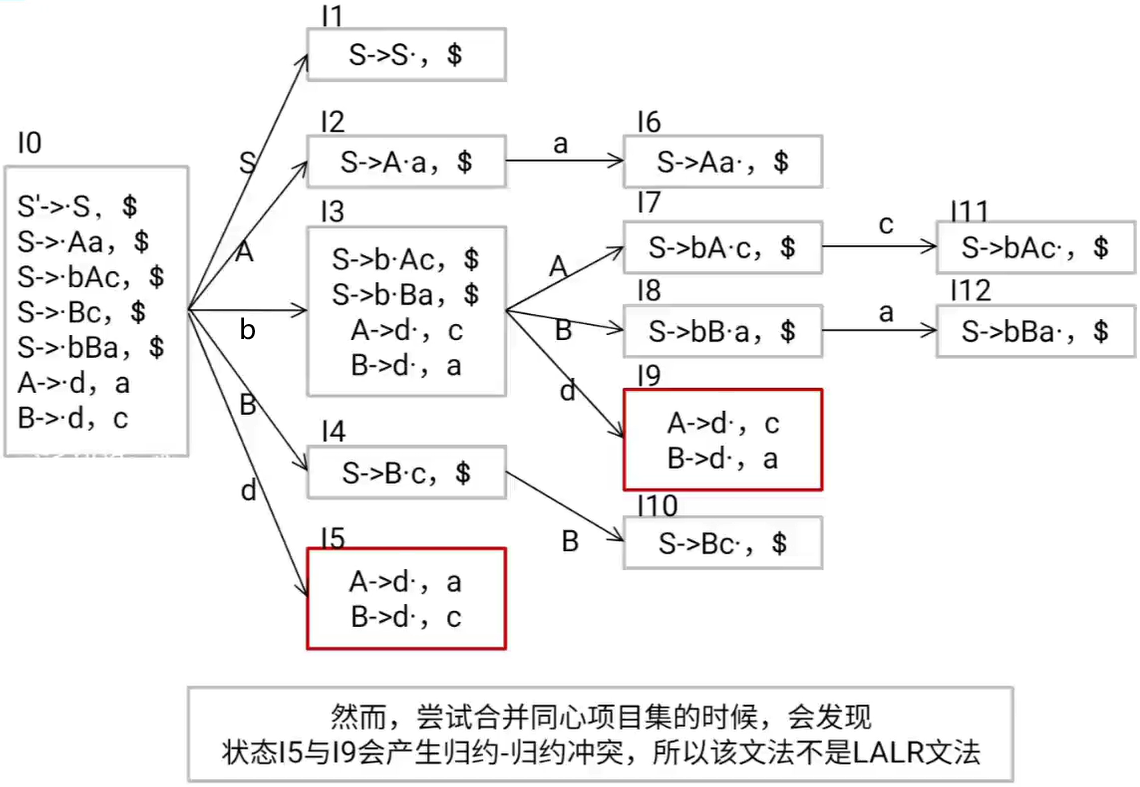 I0
S'->·S, $
S->·Aa, $
S->·bAc, $
S->·Bc, $
S->·bBa, $
A->·d, a
B->·d, c
S
A
b
B
d
I1
S->S·, $
I2
S->A·a, $
I3
S->b·Ac, $
S->b·Ba, $
A->d·, c
B->d·, a
I4
S->B·c, $
I5
A->d·, a
B->d·, c
a
A
B
d
B
I6
S->Aa·, $
I7
S->bA·c, $
I8
S->bB·a, $
I9
A->d·, c
B->d·, a
I10
S->Bc·, $
c
a
I11
S->bAc·, $
I12
S->bBa·, $
然而，尝试合并同心项目集的时候，会发现
状态I5与I9会产生归约-归约冲突，所以该文法不是LALR文法